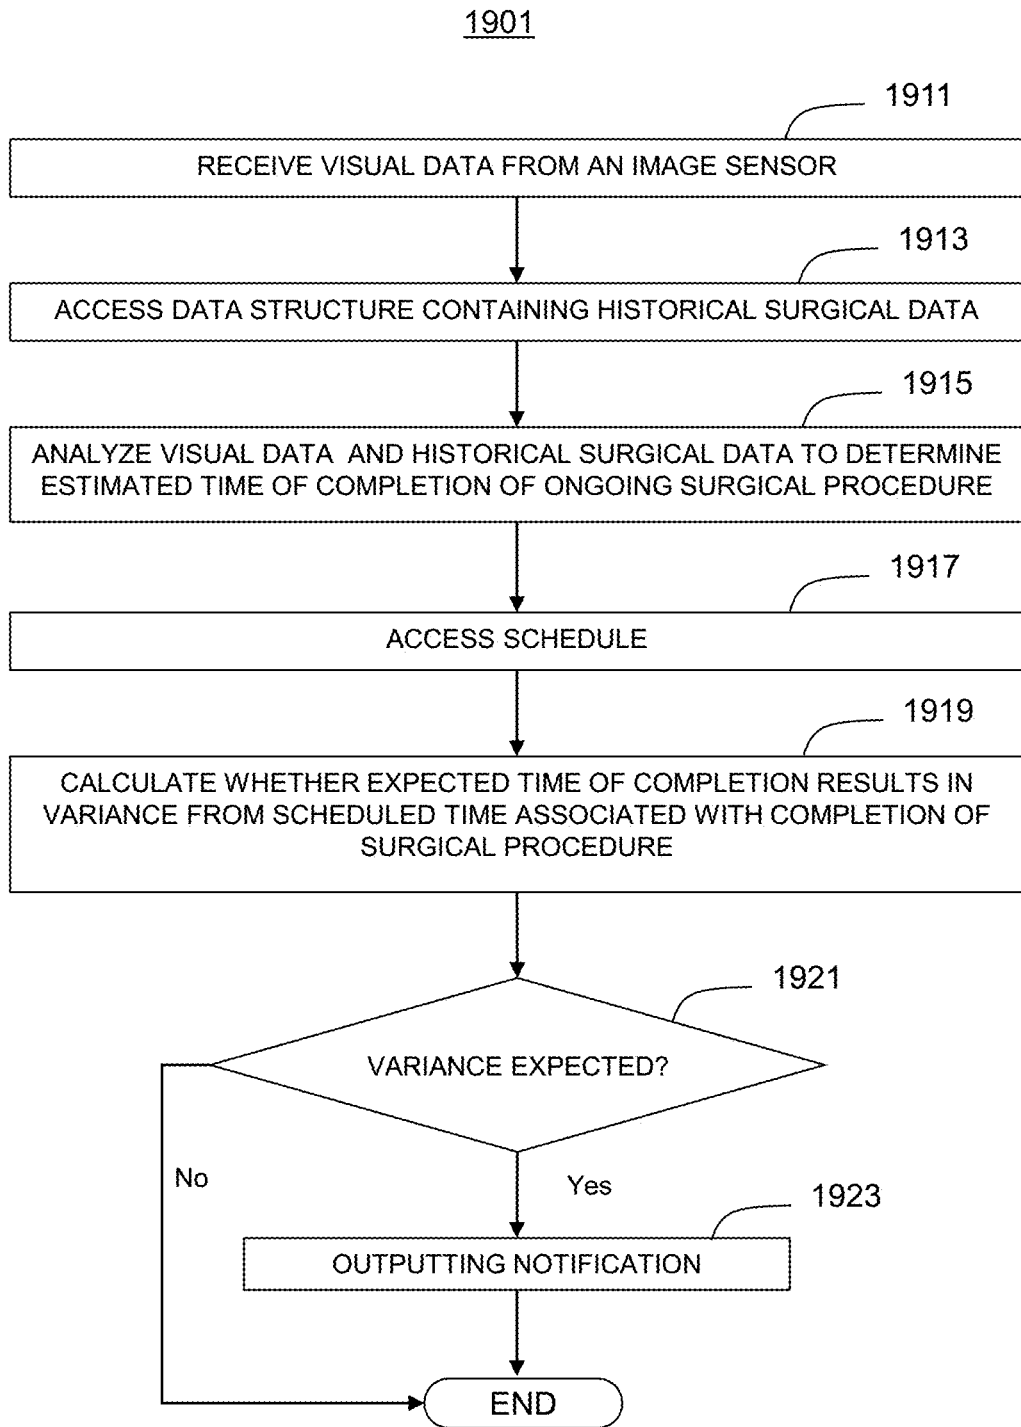 1901
1911
RECEIVE VISUAL DATA FROM AN IMAGE SENSOR
1913
ACCESS DATA STRUCTURE CONTAINING HISTORICAL SURGICAL DATA
1915
ANALYZE VISUAL DATA AND HISTORICAL SURGICAL DATA TO DETERMINE
ESTIMATED TIME OF COMPLETION OF ONGOING SURGICAL PROCEDURE
1917
ACCESS SCHEDULE
1919
CALCULATE WHETHER EXPECTED TIME OF COMPLETION RESULTS IN
VARIANCE FROM SCHEDULED TIME ASSOCIATED WITH COMPLETION OF
SURGICAL PROCEDURE
1921
VARIANCE EXPECTED?
No
Yes
1923
OUTPUTTING NOTIFICATION
END